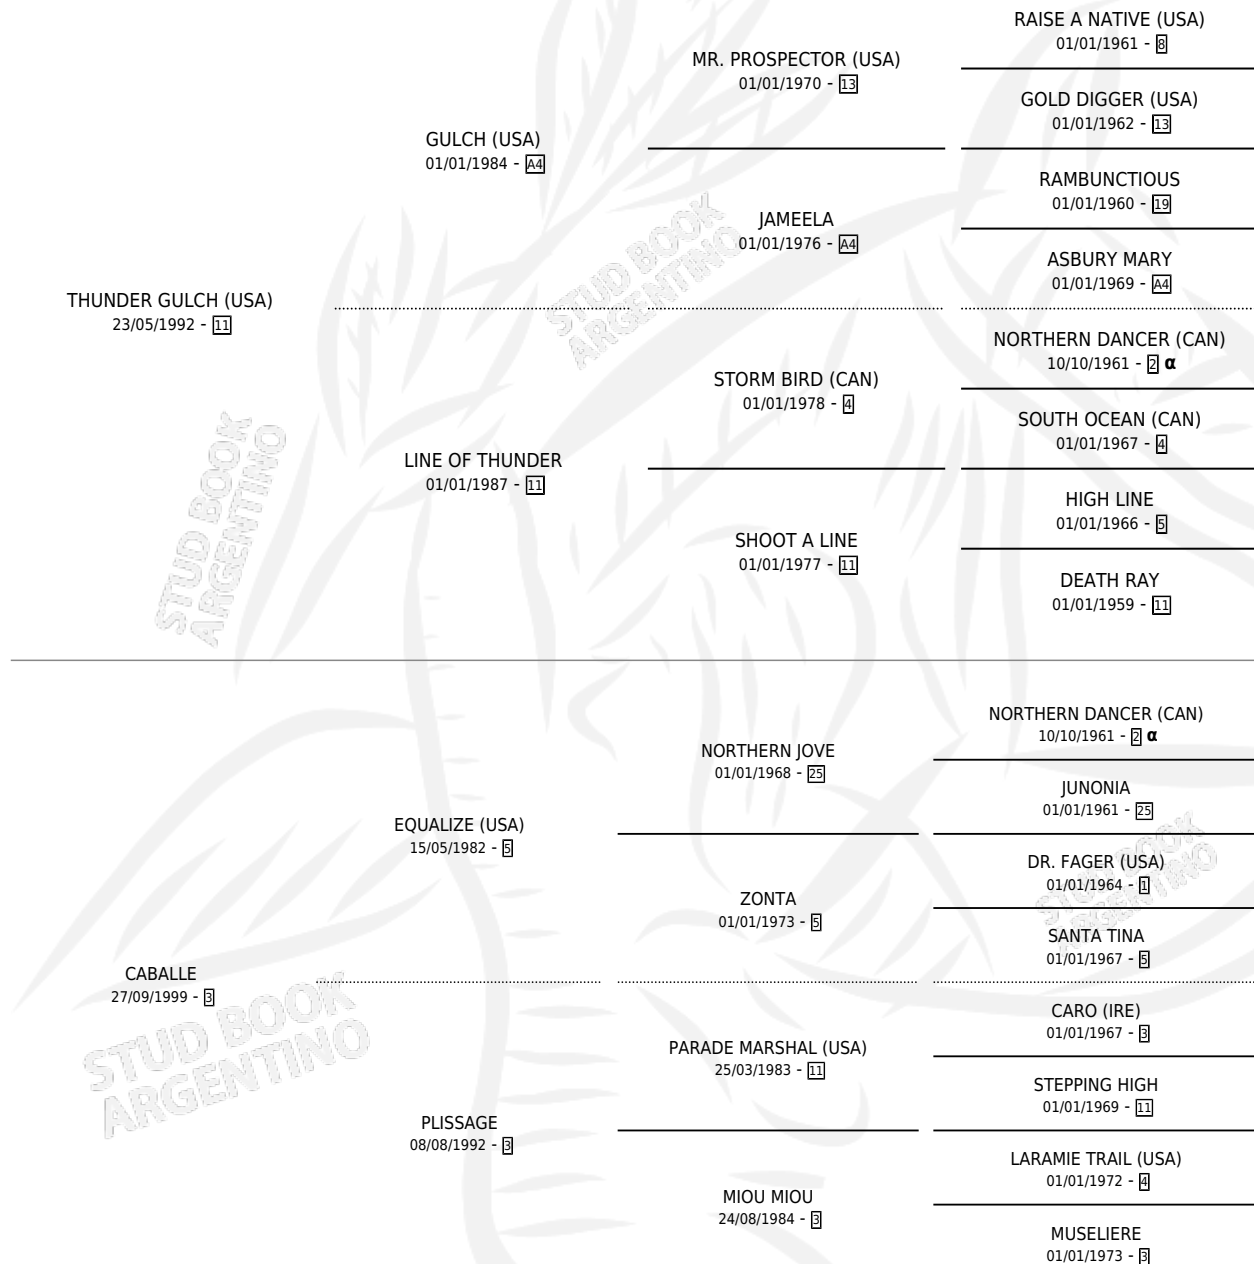 RAISE A NATIVE (USA)
01/01/1961 - 8
MR. PROSPECTOR (USA)
01/01/1970 - 13
GOLD DIGGER (USA)
01/01/1962 - 13
GULCH (USA)
01/01/1984 - A4
RAMBUNCTIOUS
01/01/1960 - 19
JAMEELA
01/01/1976 - A4
ASBURY MARY
01/01/1969 - A4
THUNDER GULCH (USA)
23/05/1992 - 11
NORTHERN DANCER (CAN)
10/10/1961 - 2 α
STORM BIRD (CAN)
01/01/1978 - 4
SOUTH OCEAN (CAN)
01/01/1967 - 4
LINE OF THUNDER
01/01/1987 - 11
HIGH LINE
01/01/1966 - 5
SHOOT A LINE
01/01/1977 - 11
DEATH RAY
01/01/1959 - 11
NORTHERN DANCER (CAN)
10/10/1961 - 2 α
NORTHERN JOVE
01/01/1968 - 25
JUNONIA
01/01/1961 - 25
EQUALIZE (USA)
15/05/1982 - 5
DR. FAGER (USA)
01/01/1964 - 1
ZONTA
01/01/1973 - 5
SANTA TINA
01/01/1967 - 5
CABALLE
27/09/1999 - 3
CARO (IRE)
01/01/1967 - 3
PARADE MARSHAL (USA)
25/03/1983 - 11
STEPPING HIGH
01/01/1969 - 11
PLISSAGE
08/08/1992 - 3
LARAMIE TRAIL (USA)
01/01/1972 - 4
MIOU MIOU
24/08/1984 - 3
MUSELIERE
01/01/1973 - 3
STUD BOOK
ARGENTINO
STUD BOOK
ARGENTINO
STUD BOOK
ARGENTINO
STUD BOOK
ARGENTINO